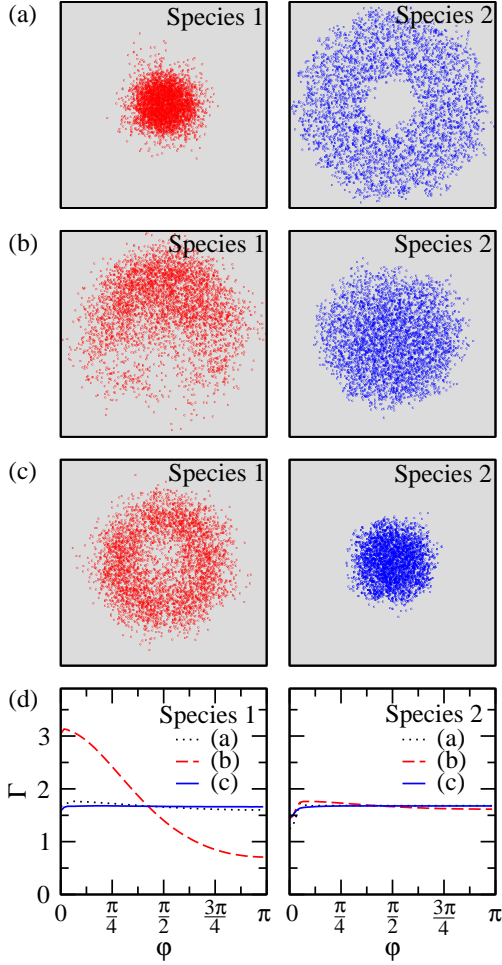 (a) Species 1 Species 2
(b) Species 1 Species 2
(c) Species 1 Species 2
(d) Species 1 Species 2
(a) (a)
3 (b) (b)
(c) (c)
Γ
2
1
0
0 π/4 π/2 3π/4 π 0 π/4 π/2 3π/4 π
φ φ